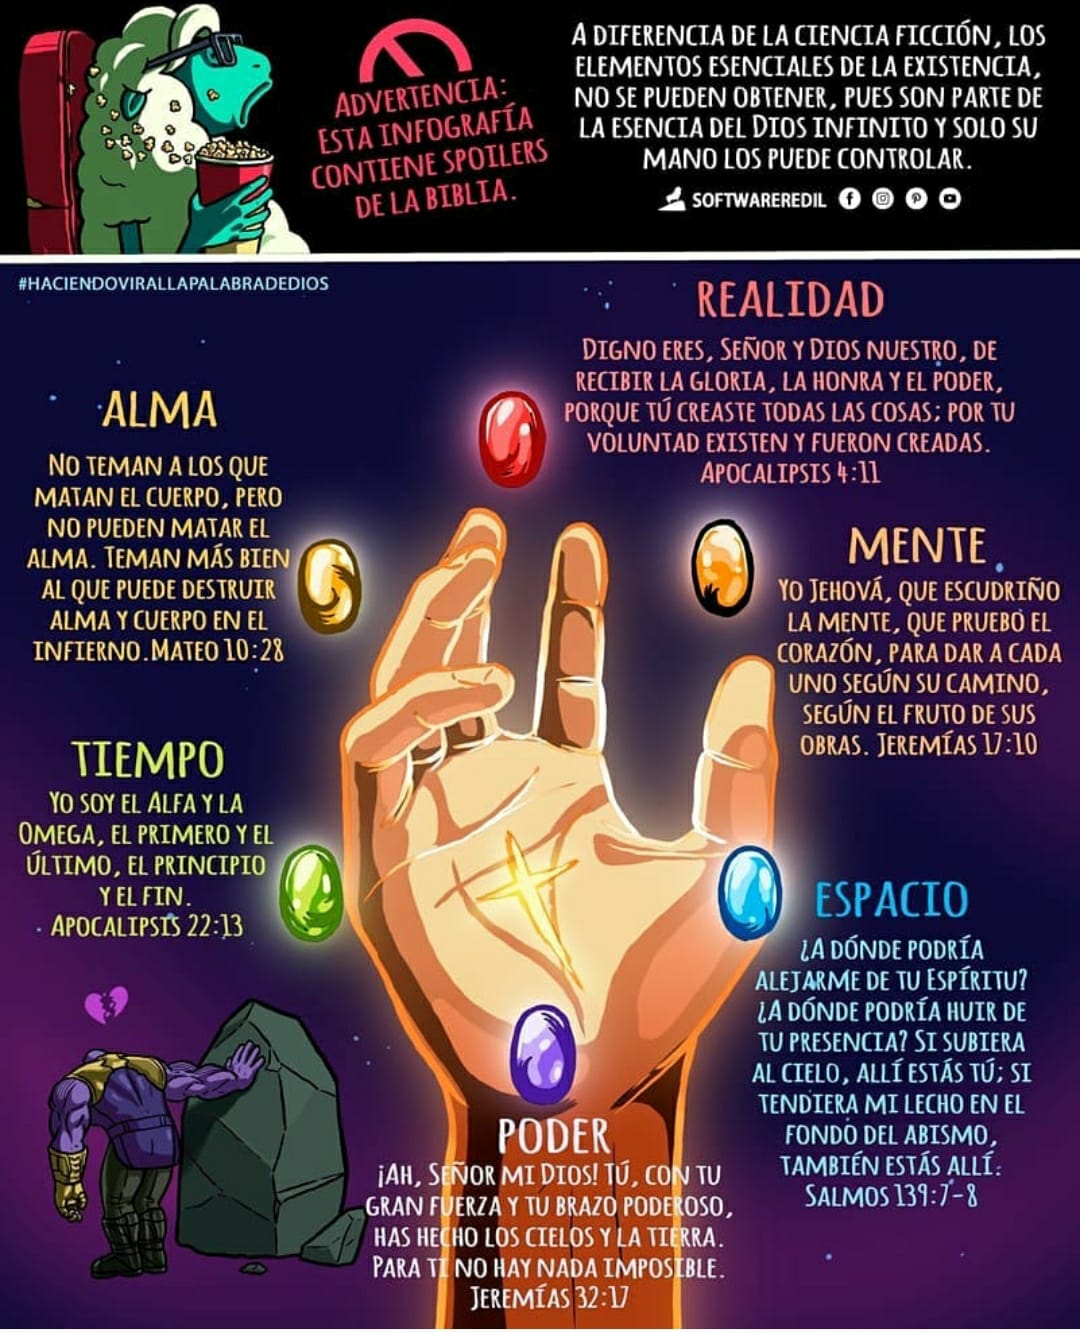 ADVERTENCIA:
ESTA INFOGRAFÍA
CONTIENE SPOILERS
DE LA BIBLIA.
A DIFERENCIA DE LA CIENCIA FICCIÓN, LOS
ELEMENTOS ESENCIALES DE LA EXISTENCIA,
NO SE PUEDEN OBTENER, PUES SON PARTE DE
LA ESENCIA DEL DIOS INFINITO Y SOLO SU
MANO LOS PUEDE CONTROLAR.
SOFTWAREREDIL
#HACIENDOVIRALLAPALABRADEDIOS
REALIDAD
DIGNO ERES, SEÑOR Y DIOS NUESTRO, DE
RECIBIR LA GLORIA, LA HONRA Y EL PODER,
PORQUE TÚ CREASTE TODAS LAS COSAS; POR TU
VOLUNTAD EXISTEN Y FUERON CREADAS.
APOCALIPSIS 4:11
ALMA
NO TEMAN A LOS QUE
MATAN EL CUERPO, PERO
NO PUEDEN MATAR EL
ALMA. TEMAN MÁS BIEN
AL QUE PUEDE DESTRUIR
ALMA Y CUERPO EN EL
INFIERNO. MATEO 10:28
MENTE
YO JEHOVÁ, QUE ESCUDRIÑO
LA MENTE, QUE PRUEBO EL
CORAZÓN, PARA DAR A CADA
UNO SEGÚN SU CAMINO,
SEGÚN EL FRUTO DE SUS
OBRAS. JEREMÍAS 17:10
TIEMPO
YO SOY EL ALFA Y LA
OMEGA, EL PRIMERO Y EL
ÚLTIMO, EL PRINCIPIO
Y EL FIN.
APOCALIPSIS 22:13
ESPACIO
¿A DÓNDE PODRÍA
ALEJARME DE TU ESPÍRITU?
¿A DÓNDE PODRÍA HUIR DE
TU PRESENCIA? SI SUBIERA
AL CIELO, ALLÍ ESTÁS TÚ; SI
TENDIERA MI LECHO EN EL
FONDO DEL ABISMO,
TAMBIÉN ESTÁS ALLÍ.
SALMOS 139:7-8
PODER
¡AH, SEÑOR MI DIOS! TÚ, CON TU
GRAN FUERZA Y TU BRAZO PODEROSO,
HAS HECHO LOS CIELOS Y LA TIERRA.
PARA TI NO HAY NADA IMPOSIBLE.
JEREMÍAS 32:17